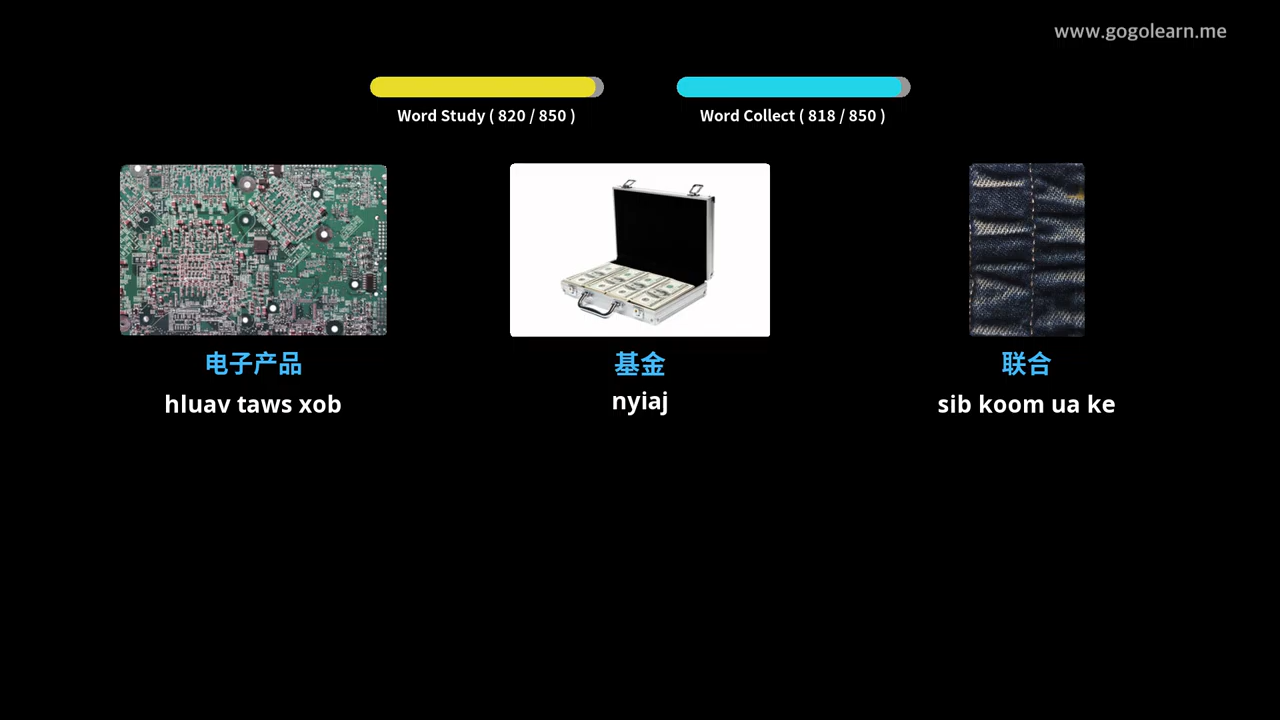 www.gogolearn.me
Word Study ( 820 / 850 )
Word Collect ( 818 / 850 )
电子产品
基金
联合
hluav taws xob
nyiaj
sib koom ua ke